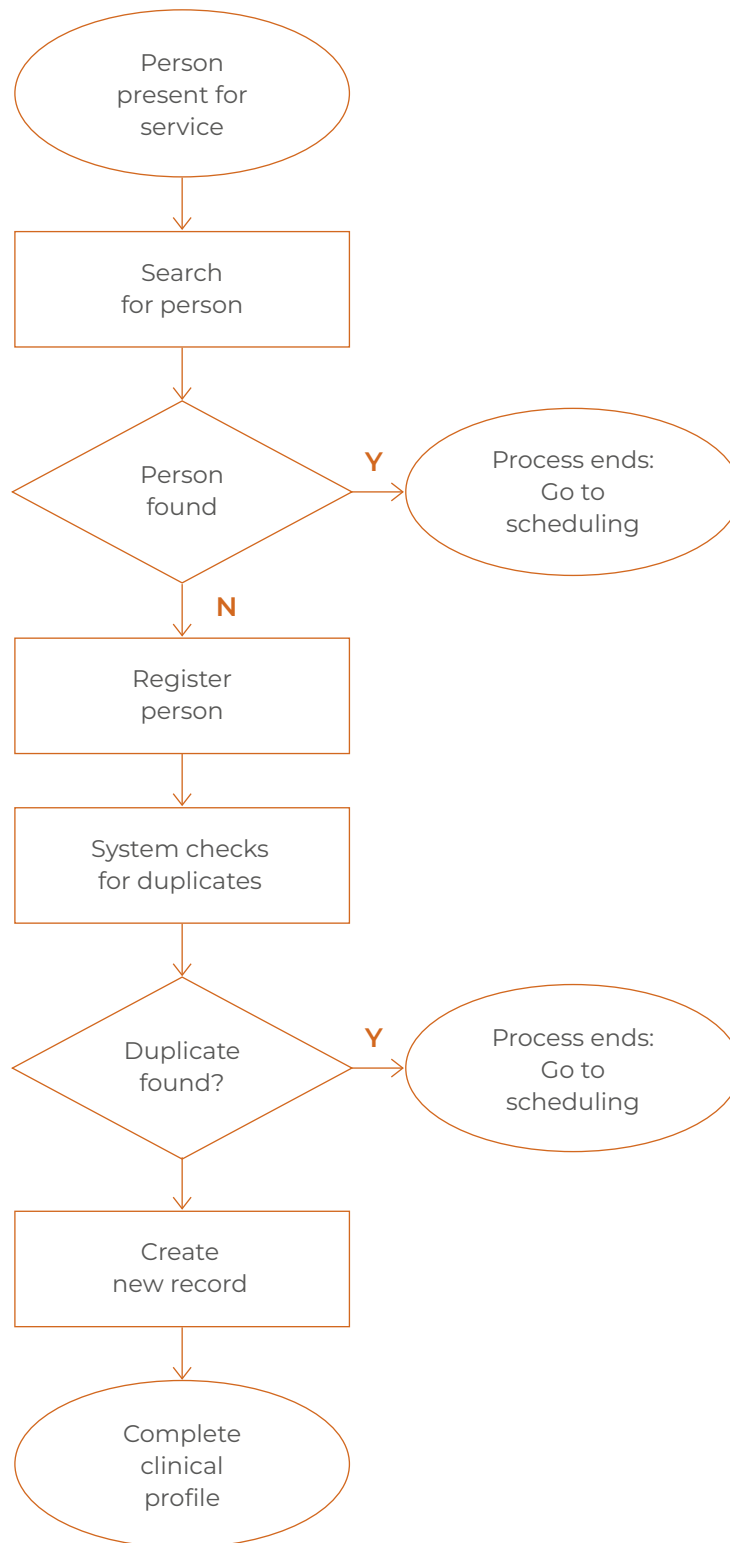 Person
present for
service
Search
for person
Person
found
Y
Process ends:
Go to
scheduling
N
Register
person
System checks
for duplicates
Duplicate
found?
Y
Process ends:
Go to
scheduling
Create
new record
Complete
clinical
profile